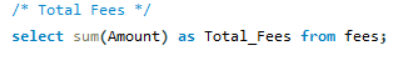 /* Total Fees */
select sum(Amount) as Total_Fees from fees;